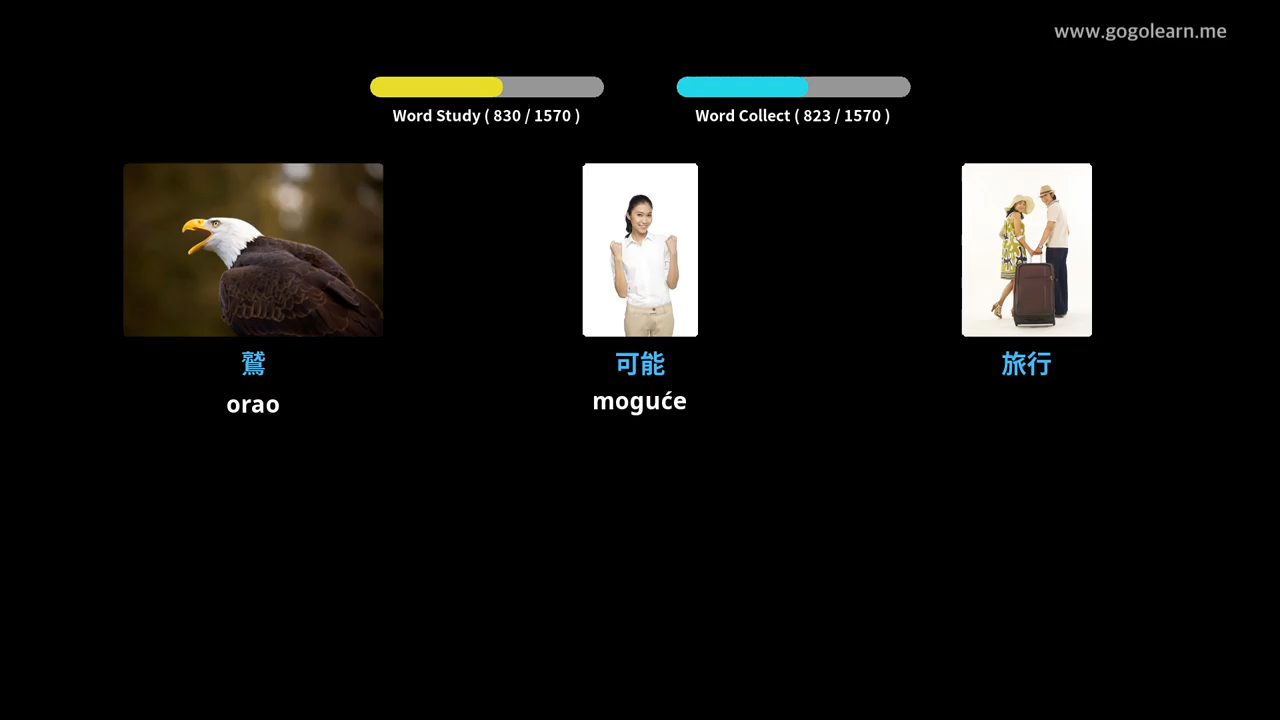 www.gogolearn.me
Word Study ( 830 / 1570 )
Word Collect ( 823 / 1570 )
鷲
可能
旅行
orao
moguće